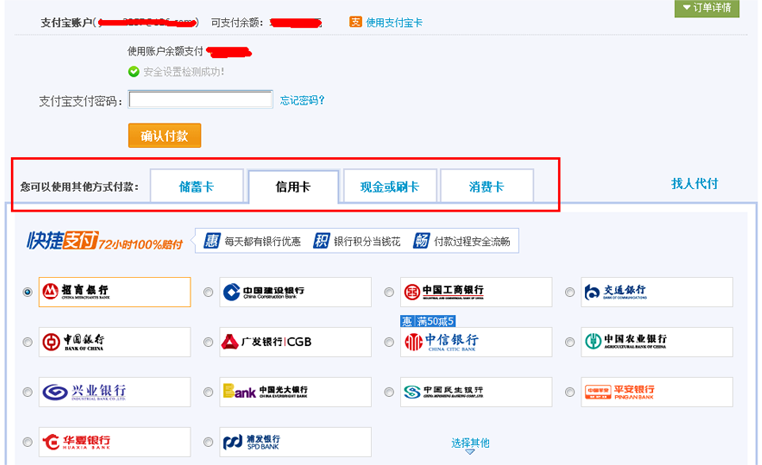 订单详情
支付宝账户( 可支付余额： 支 使用支付宝卡
使用账户余额支付
安全设置检测成功！
支付宝支付密码： 忘记密码?
确认付款
您可以使用其他方式付款： 储蓄卡 信用卡 现金或刷卡 消费卡 找人代付
快捷支付 72小时100%赔付 惠 每天都有银行优惠 积 银行积分当钱花 畅 付款过程安全流畅
招商银行 中国建设银行 中国工商银行 交通银行
CHINA MERCHANTS BANK China Construction Bank INDUSTRIAL AND COMMERCIAL BANK OF CHINA BANK OF COMMUNICATIONS
惠 满50减5
中国银行 广发银行|CGB 中信银行 中国农业银行
BANK OF CHINA CHINA CITIC BANK AGRICULTURAL BANK OF CHINA
兴业银行 Bank 中国光大银行 中国民生银行 平安银行
INDUSTRIAL BANK CO.,LTD. CHINA EVERBRIGHT BANK CHINA MINSHENG BANKING CORP.,LTD. PING AN BANK
华夏银行 浦发银行 选择其他
HUAXIA BANK SPD BANK